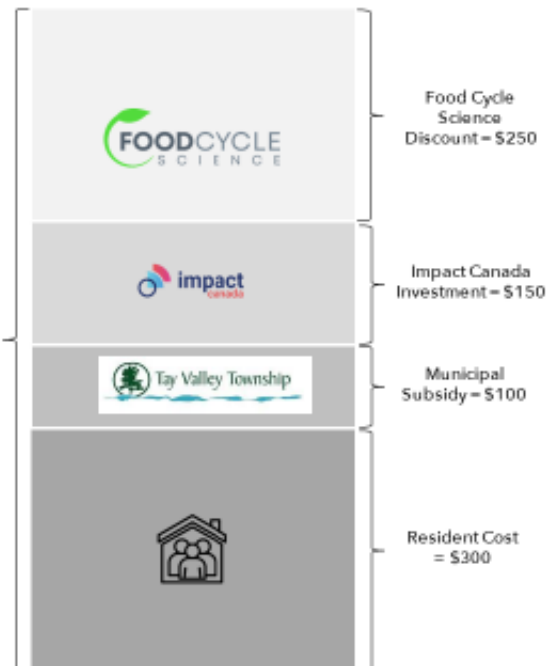 FOODCYCLE
SCIENCE
Food Cycle
Science
Discount = $250
impact
canada
Impact Canada
Investment = $150
Tay Valley Township
Municipal
Subsidy = $100
Resident Cost
= $300